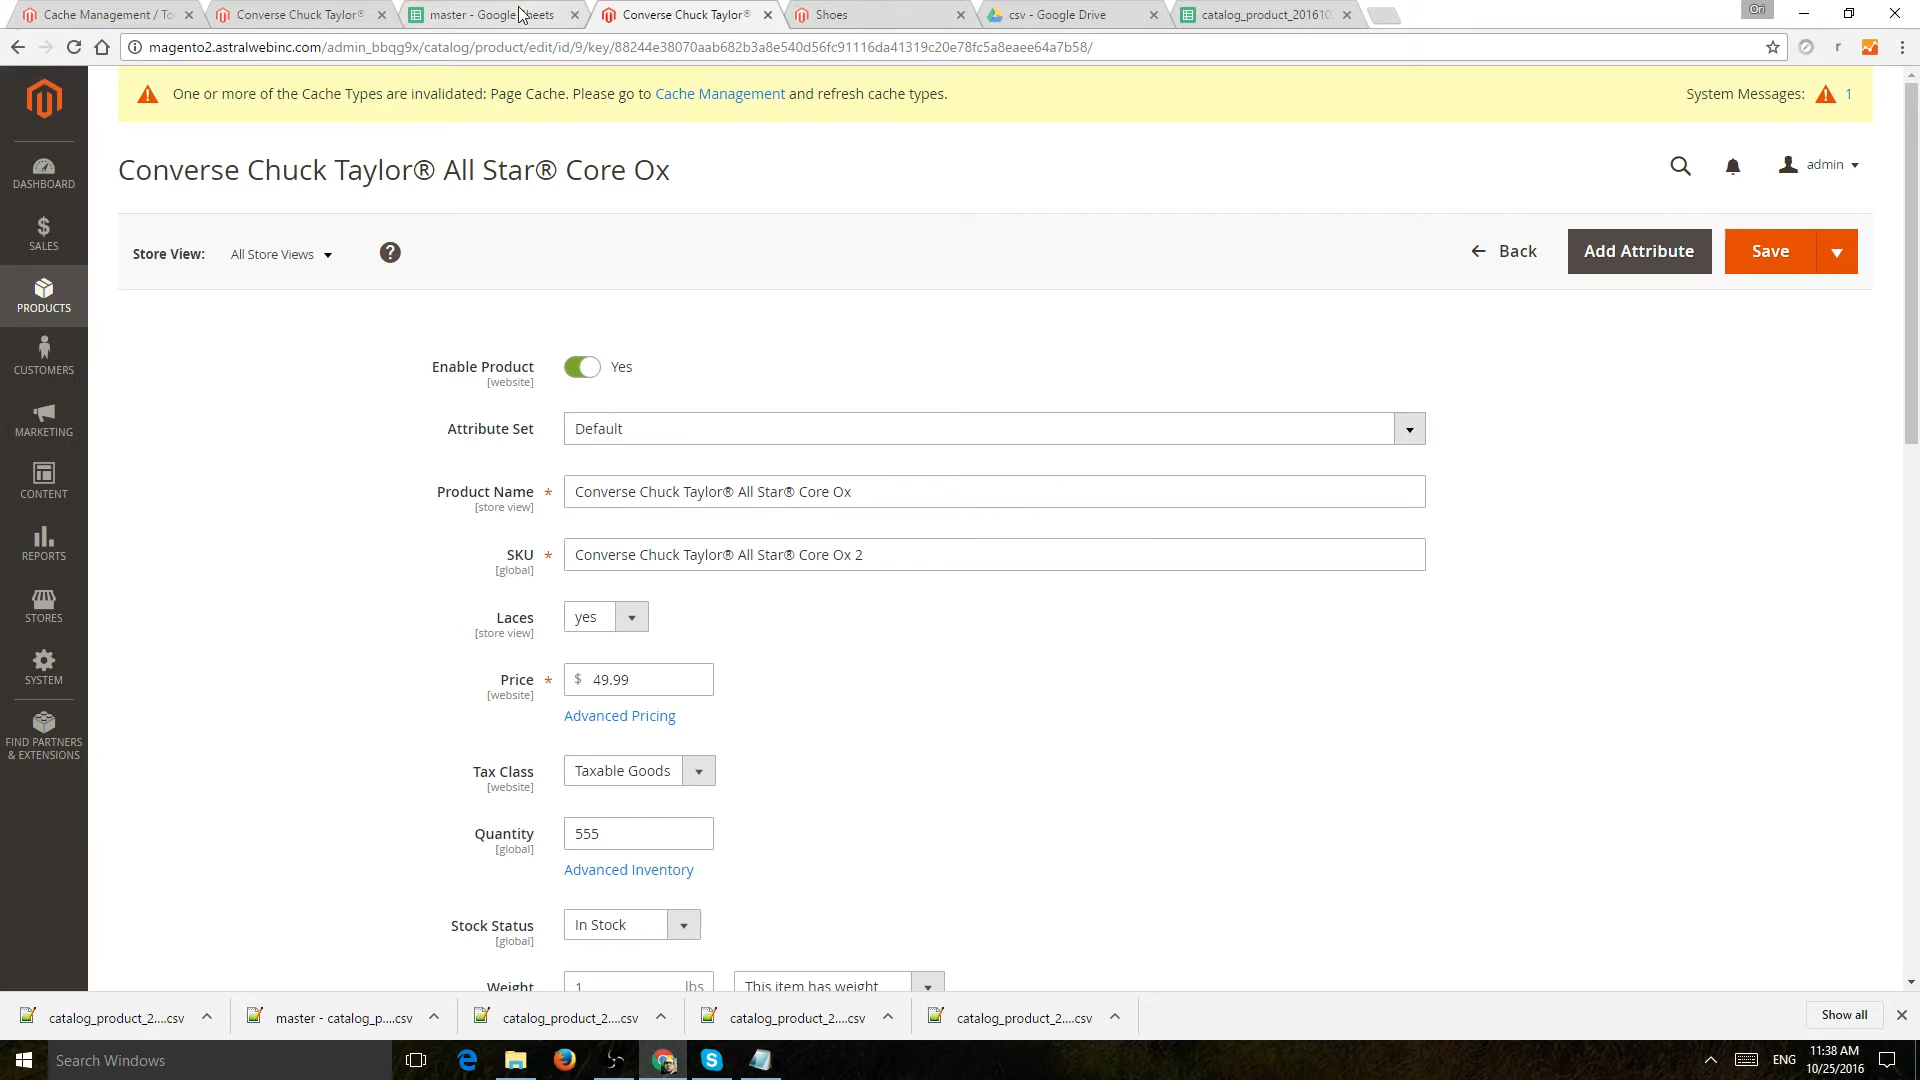 Cache Management / To
Converse Chuck Taylor®
master - Google Sheets
Converse Chuck Taylor®
Shoes
csv - Google Drive
catalog_product_20161
Ori
magento2.astralwebinc.com/admin_bbqg9x/catalog/product/edit/id/9/key/88244e38070aab682b3a8e540d56fc91116da41319c20e78fc5a8eaee64a7b58/
One or more of the Cache Types are invalidated: Page Cache. Please go to Cache Management and refresh cache types.
System Messages: 1
Converse Chuck Taylor® All Star® Core Ox
admin
DASHBOARD
SALES
PRODUCTS
CUSTOMERS
MARKETING
CONTENT
REPORTS
STORES
SYSTEM
FIND PARTNERS
& EXTENSIONS
Store View: All Store Views ?
Back
Add Attribute
Save
Enable Product
[website]
Yes
Attribute Set
Default
Product Name *
[store view]
Converse Chuck Taylor® All Star® Core Ox
SKU *
[global]
Converse Chuck Taylor® All Star® Core Ox 2
Laces
[store view]
yes
Price *
[website]
$ 49.99
Advanced Pricing
Tax Class
[website]
Taxable Goods
Quantity
[global]
555
Advanced Inventory
Stock Status
[global]
In Stock
Weight
1 lbs
This item has weight
catalog_product_2....csv
master - catalog_p....csv
catalog_product_2....csv
catalog_product_2....csv
catalog_product_2....csv
Show all
Search Windows
ENG
11:38 AM
10/25/2016